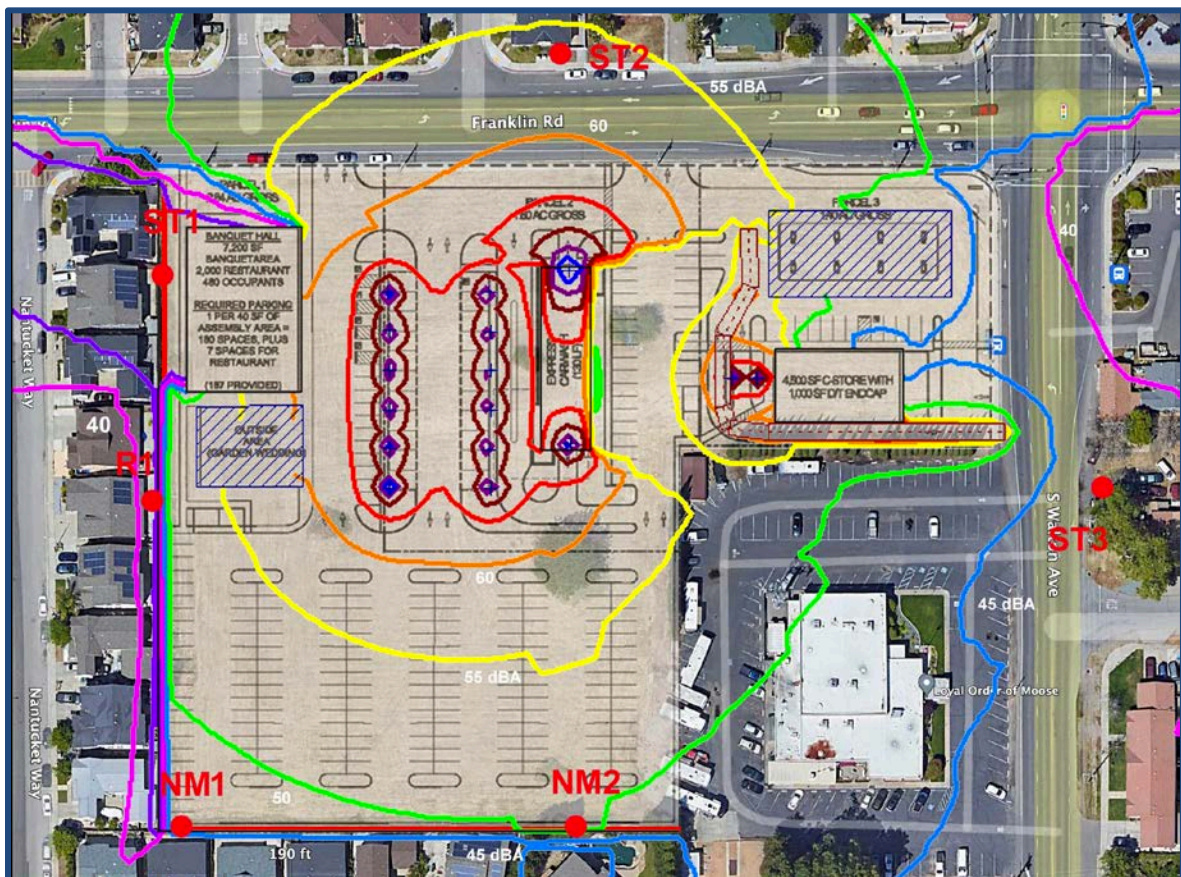 ST2
55 dBA
Franklin Rd
60
PARCEL 1
PARCEL 2
PARCEL 3
ST1
BANQUET HALL
7,200 SF
BANQUET AREA
2,000 RESTAURANT
480 OCCUPANTS
REQUIRED PARKING
1 PER 40 SF OF
ASSEMBLY AREA =
180 SPACES, PLUS
7 SPACES FOR
RESTAURANT
(187 PROVIDED)
EXPRESS
40
Nantucket Way
4,500 SF C-STORE WITH
1,000 SF DT ENDCAP
40
OUTSIDE
AREA
(GARDEN WEDDING)
R1
ST3
60
45 dBA
55 dBA
Loyal Order of Moose
Nantucket Way
NM1
NM2
50
190 ft
45 dBA